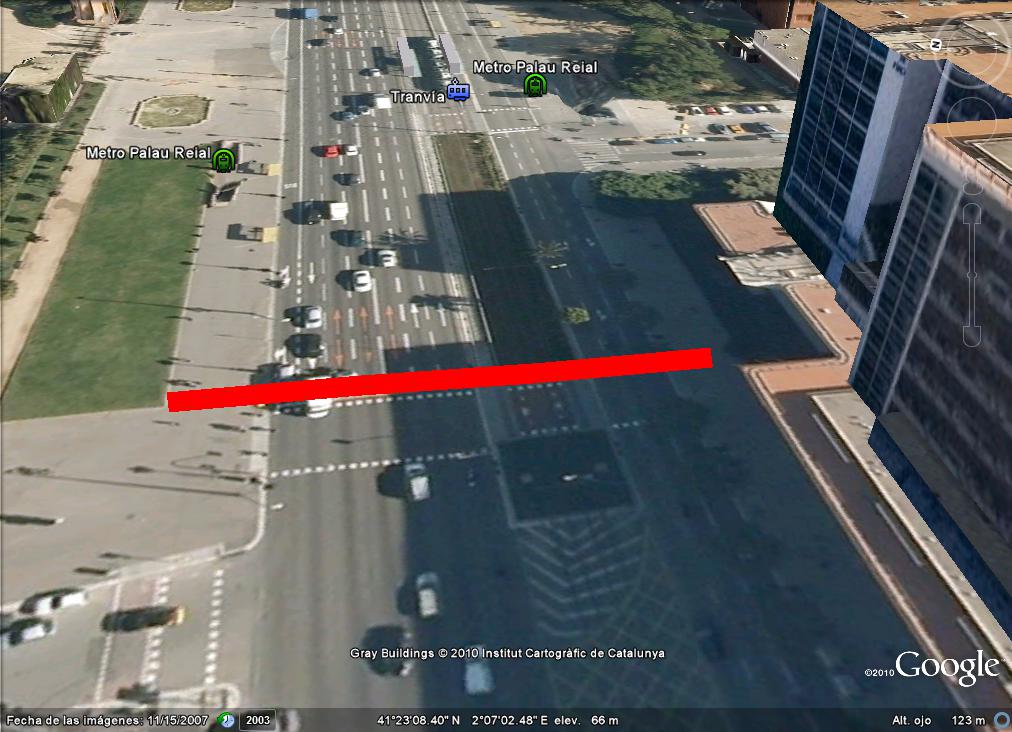 Metro Palau Reial
Tranvía
Metro Palau Reial
Gray Buildings © 2010 Institut Cartogràfic de Catalunya
©2010 Google
Fecha de las imágenes: 11/15/2007 2003 41°23'08.40" N 2°07'02.48" E elev. 66 m Alt. ojo 123 m